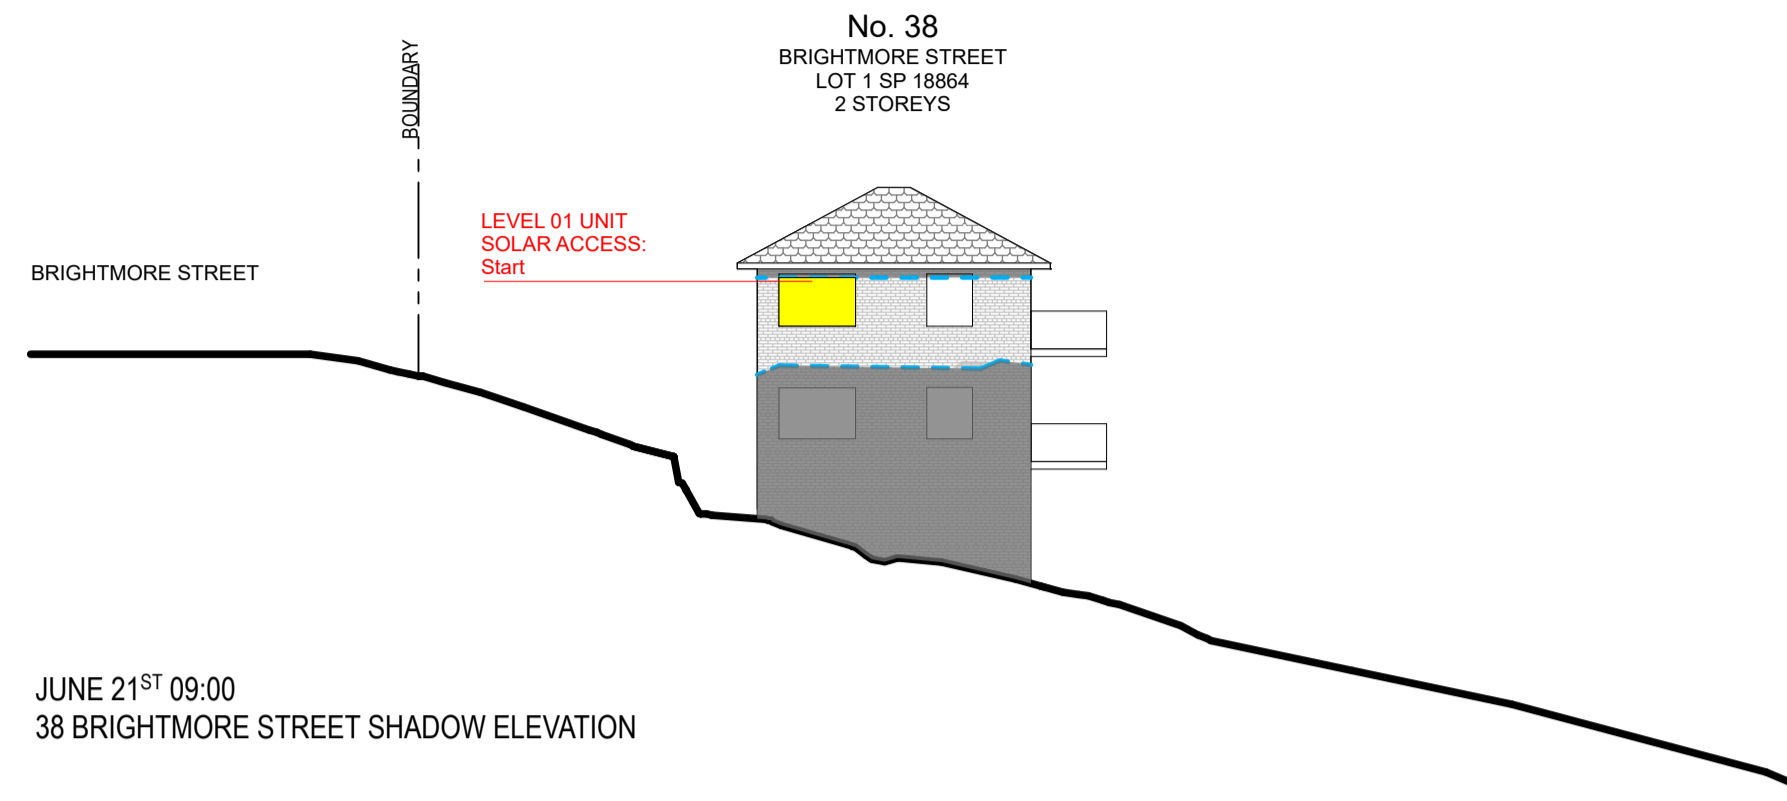 No. 38
BRIGHTMORE STREET
LOT 1 SP 18864
2 STOREYS
BOUNDARY
LEVEL 01 UNIT
SOLAR ACCESS:
Start
BRIGHTMORE STREET
JUNE 21ST 09:00
38 BRIGHTMORE STREET SHADOW ELEVATION